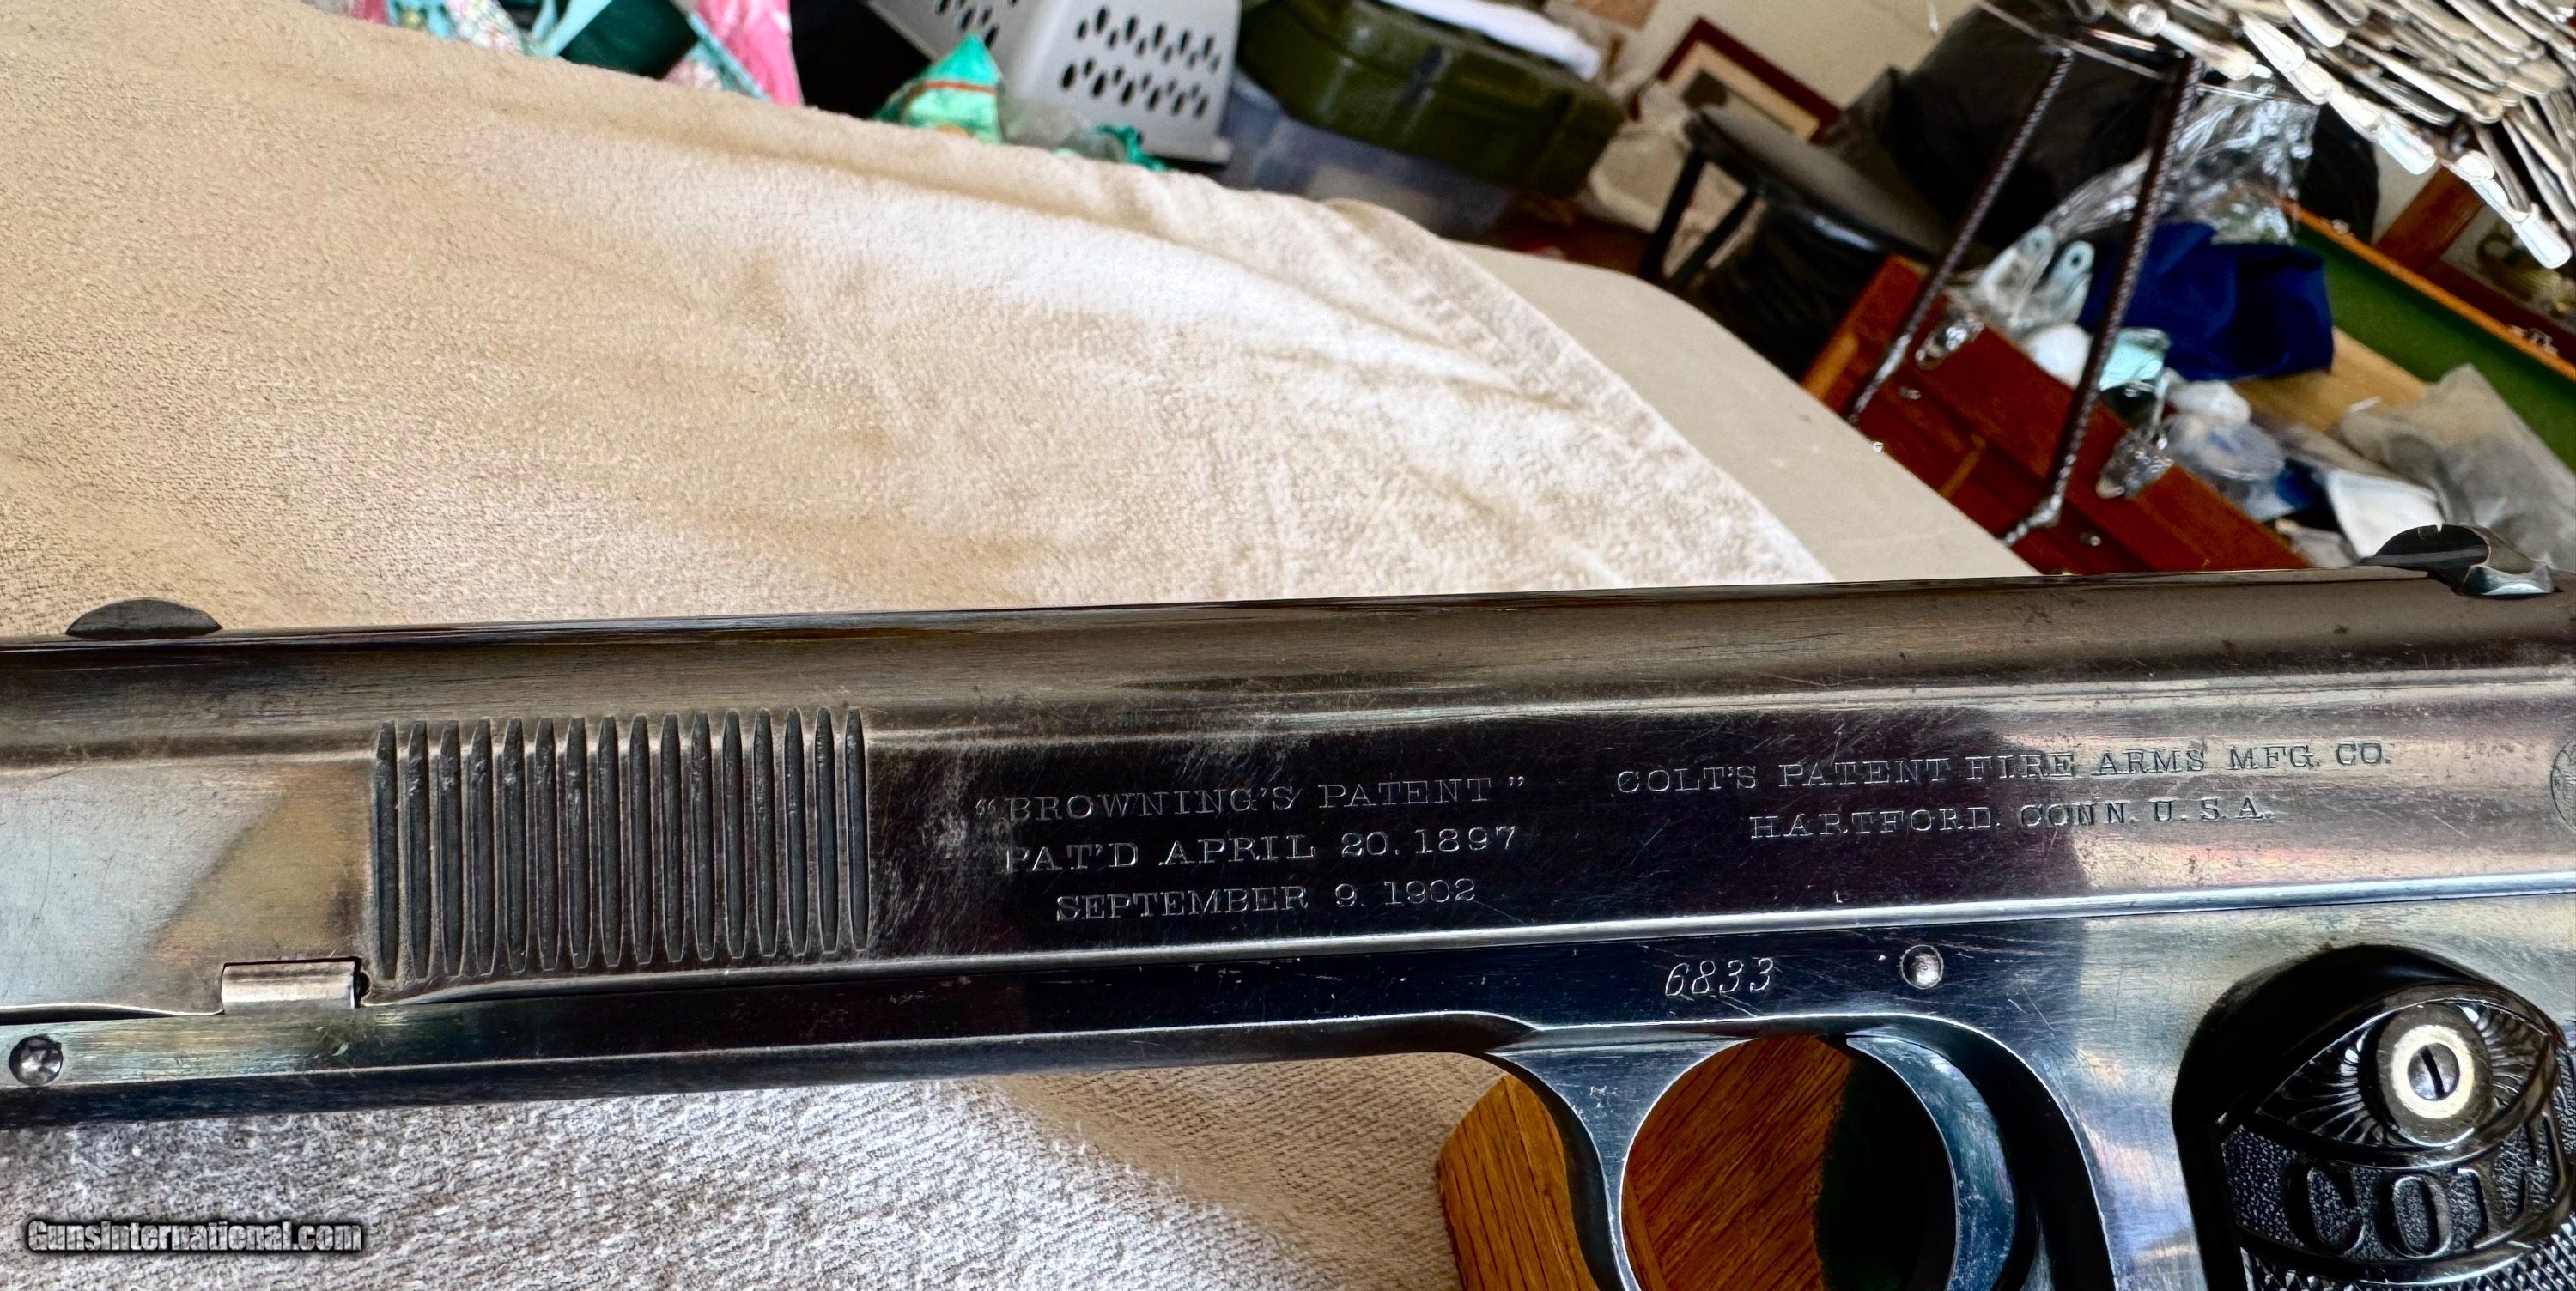 "BROWNING'S PATENT"
PAT'D APRIL 20. 1897
SEPTEMBER 9. 1902
COLT'S PATENT FIRE ARMS MFG. CO.
HARTFORD. CONN. U.S.A.
6833
COLT
GunsInternational.com